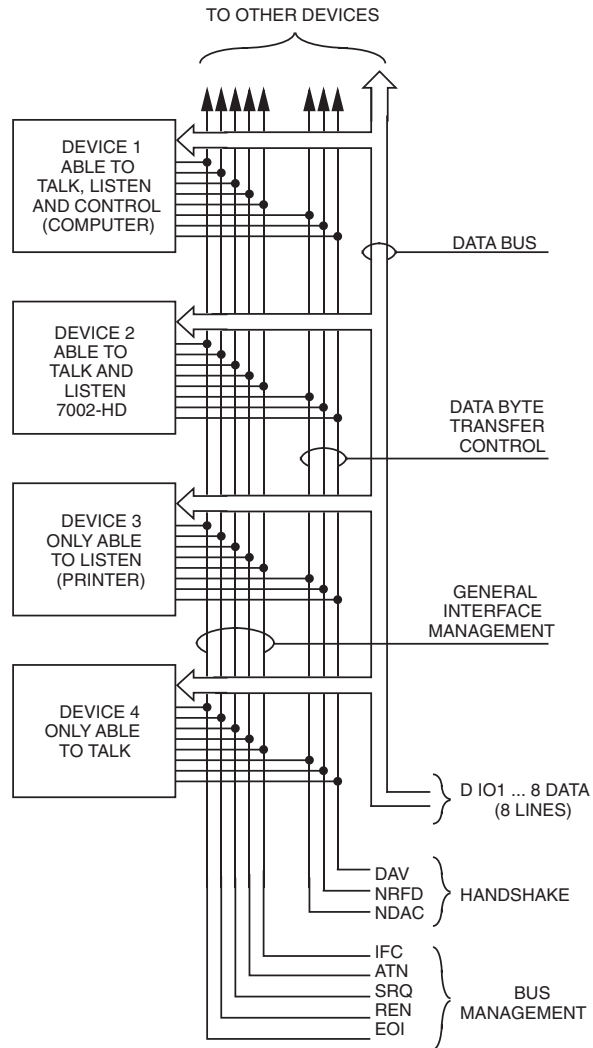 TO OTHER DEVICES
DEVICE 1
ABLE TO
TALK, LISTEN
AND CONTROL
(COMPUTER)
DATA BUS
DEVICE 2
ABLE TO
TALK AND
LISTEN
7002-HD
DATA BYTE
TRANSFER
CONTROL
DEVICE 3
ONLY ABLE
TO LISTEN
(PRINTER)
GENERAL
INTERFACE
MANAGEMENT
DEVICE 4
ONLY ABLE
TO TALK
D IO1 ... 8 DATA
(8 LINES)
DAV
NRFD
NDAC
HANDSHAKE
IFC
ATN
SRQ
REN
EOI
BUS
MANAGEMENT